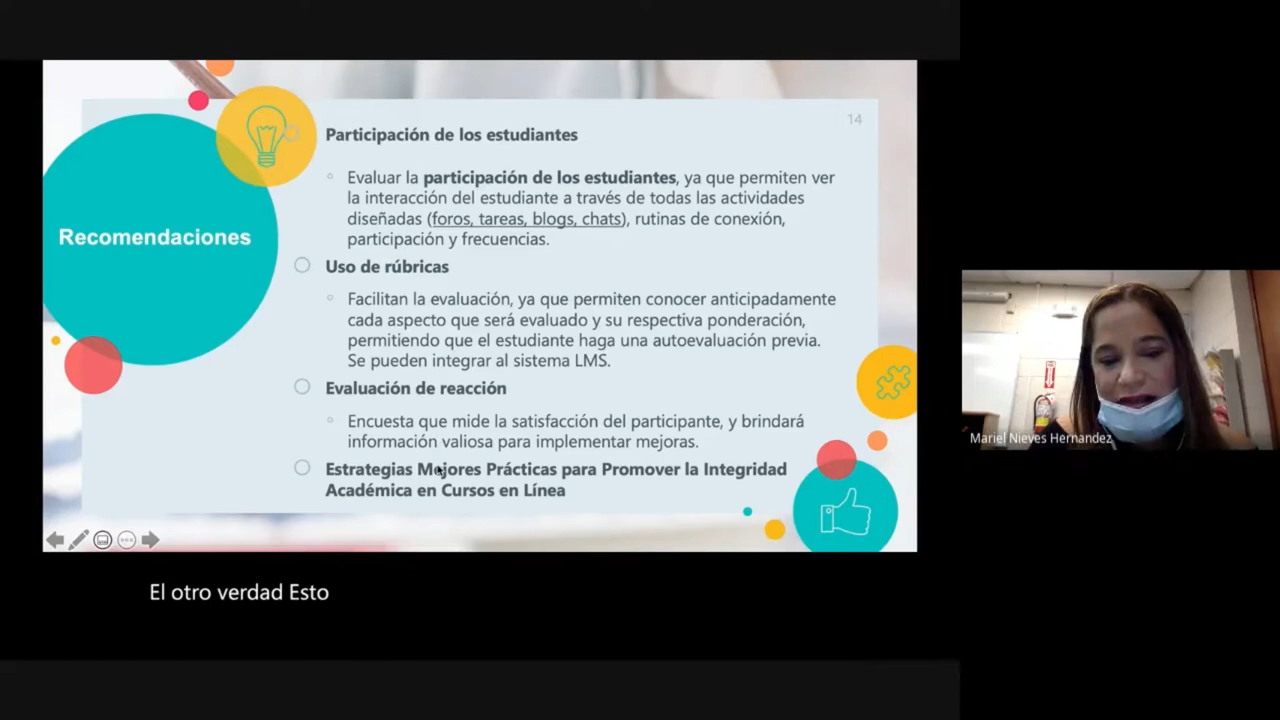 14
Recomendaciones
Participación de los estudiantes
Evaluar la participación de los estudiantes, ya que permiten ver
la interacción del estudiante a través de todas las actividades
diseñadas (foros, tareas, blogs, chats), rutinas de conexión,
participación y frecuencias.
Uso de rúbricas
Facilitan la evaluación, ya que permiten conocer anticipadamente
cada aspecto que será evaluado y su respectiva ponderación,
permitiendo que el estudiante haga una autoevaluación previa.
Se pueden integrar al sistema LMS.
Evaluación de reacción
Encuesta que mide la satisfacción del participante, y brindará
información valiosa para implementar mejoras.
Estrategias Mejores Prácticas para Promover la Integridad
Académica en Cursos en Línea
Mariel Nieves Hernandez
El otro verdad Esto